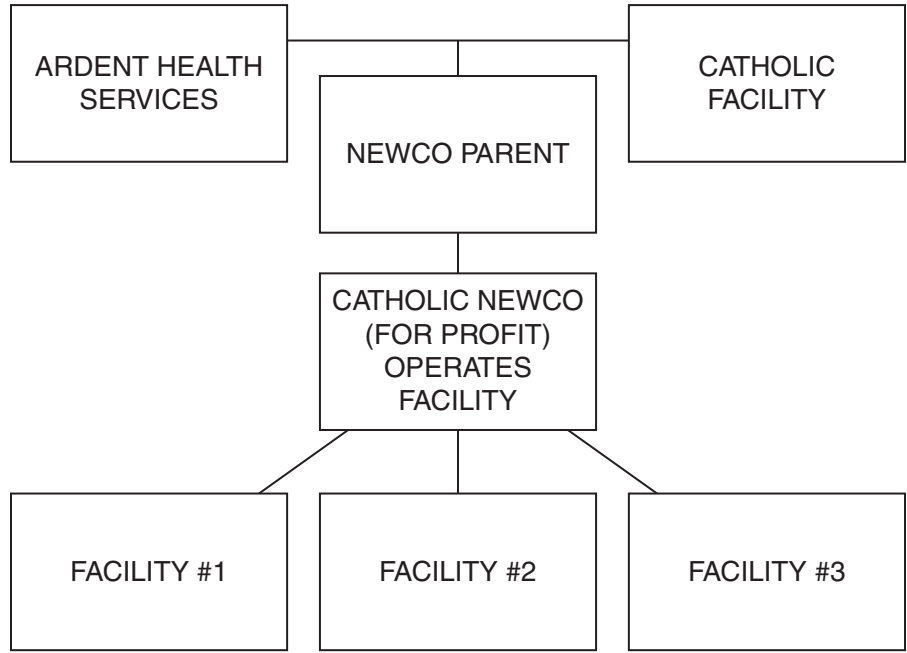 ARDENT HEALTH
SERVICES
CATHOLIC
FACILITY
NEWCO PARENT
CATHOLIC NEWCO
(FOR PROFIT)
OPERATES
FACILITY
FACILITY #1
FACILITY #2
FACILITY #3